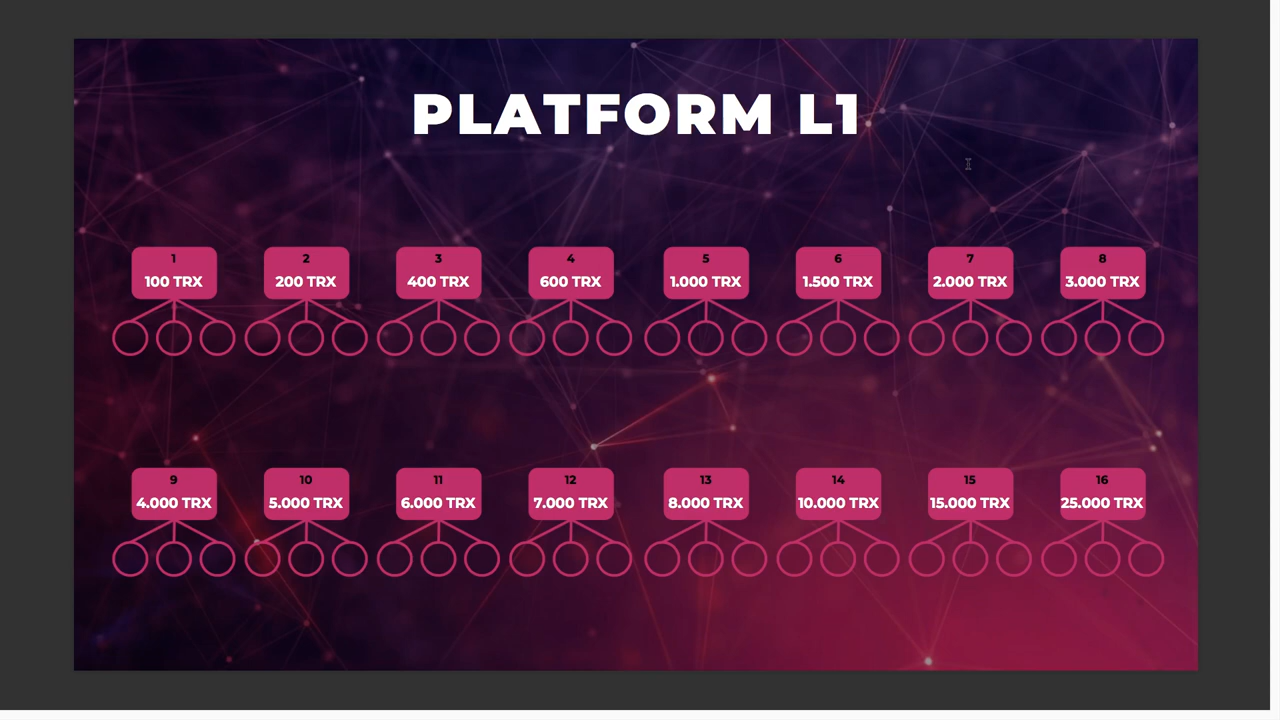 PLATFORM L1
1 2 3 4 5 6 7 8
100 TRX 200 TRX 400 TRX 600 TRX 1.000 TRX 1.500 TRX 2.000 TRX 3.000 TRX
9 10 11 12 13 14 15 16
4.000 TRX 5.000 TRX 6.000 TRX 7.000 TRX 8.000 TRX 10.000 TRX 15.000 TRX 25.000 TRX